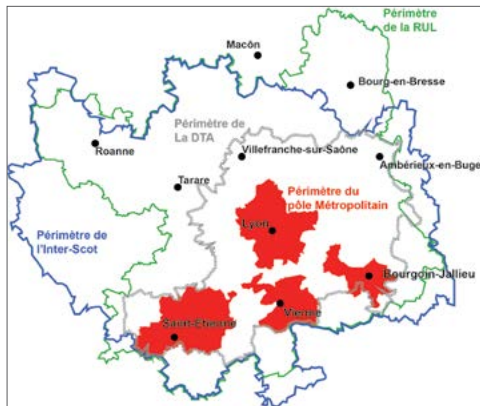 Périmètre
de la RUL
Macôn
Bourg-en-Bresse
Périmètre de
La DTA
Roanne
Villefranche-sur-Saône
Ambérieux-en-Buge
Tarare
Périmètre du
pôle Métropolitain
Lyon
Périmètre de
l'Inter-Scot
Bourgoin-Jallieu
Vienne
Saint-Etienne